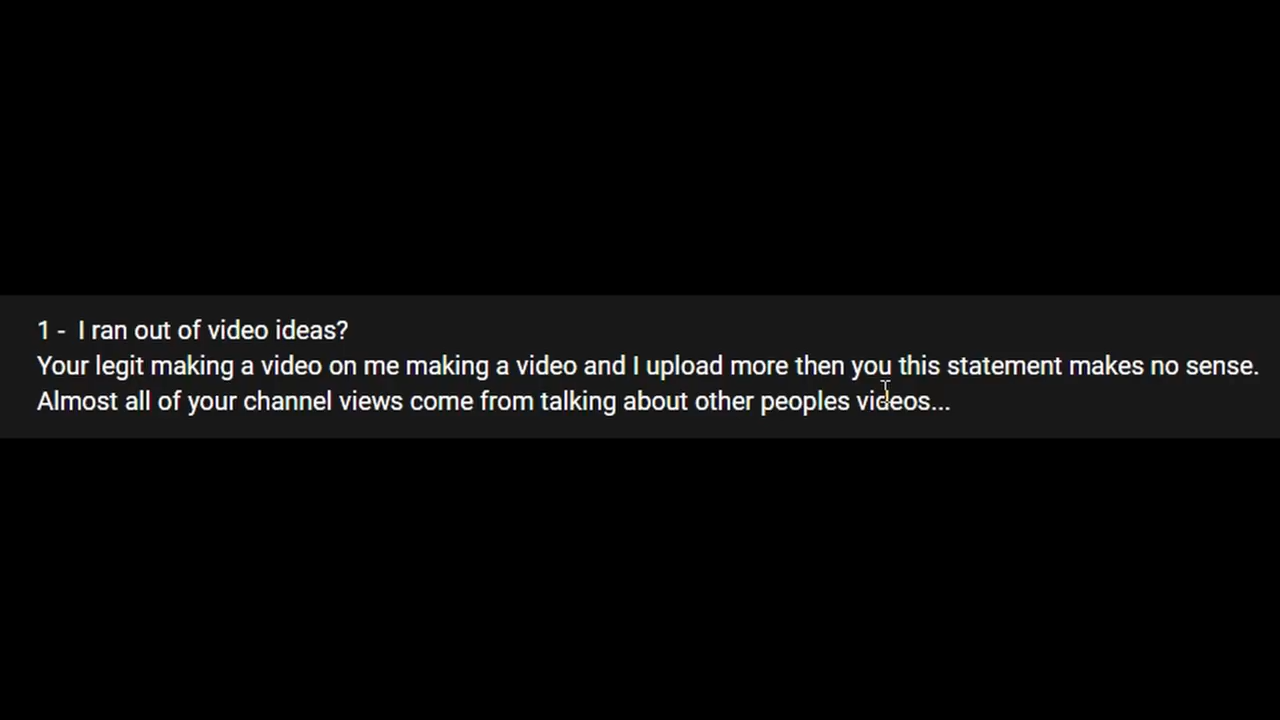 1 -  I ran out of video ideas?
Your legit making a video on me making a video and I upload more then you this statement makes no sense.
Almost all of your channel views come from talking about other peoples videos...